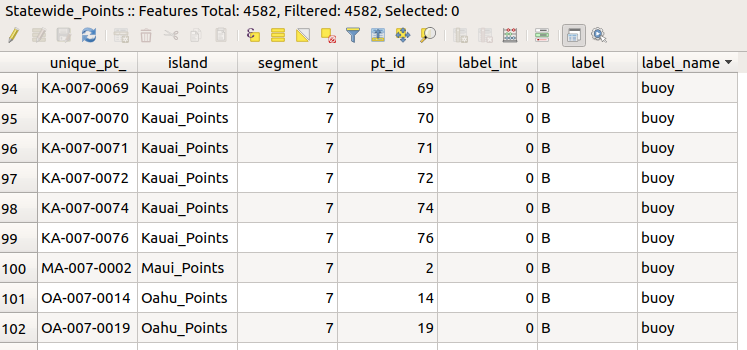 Statewide_Points :: Features Total: 4582, Filtered: 4582, Selected: 0
unique_pt_ island segment pt_id label_int label label_name
94 KA-007-0069 Kauai_Points 7 69 0 B buoy
95 KA-007-0070 Kauai_Points 7 70 0 B buoy
96 KA-007-0071 Kauai_Points 7 71 0 B buoy
97 KA-007-0072 Kauai_Points 7 72 0 B buoy
98 KA-007-0074 Kauai_Points 7 74 0 B buoy
99 KA-007-0076 Kauai_Points 7 76 0 B buoy
100 MA-007-0002 Maui_Points 7 2 0 B buoy
101 OA-007-0014 Oahu_Points 7 14 0 B buoy
102 OA-007-0019 Oahu_Points 7 19 0 B buoy